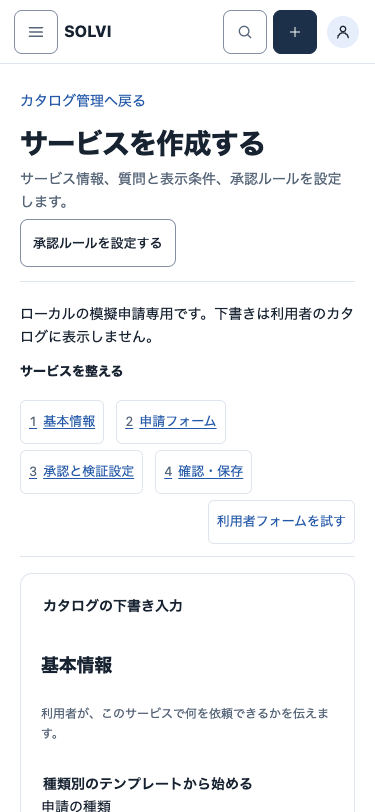 SOLVI
カタログ管理へ戻る
サービスを作成する
サービス情報、質問と表示条件、承認ルールを設定
します。
承認ルールを設定する
ローカルの模擬申請専用です。下書きは利用者のカタ
ログに表示しません。
サービスを整える
1 基本情報
2 申請フォーム
3 承認と検証設定
4 確認・保存
利用者フォームを試す
カタログの下書き入力
基本情報
利用者が、このサービスで何を依頼できるかを伝えま
す。
種類別のテンプレートから始める
申請の種類